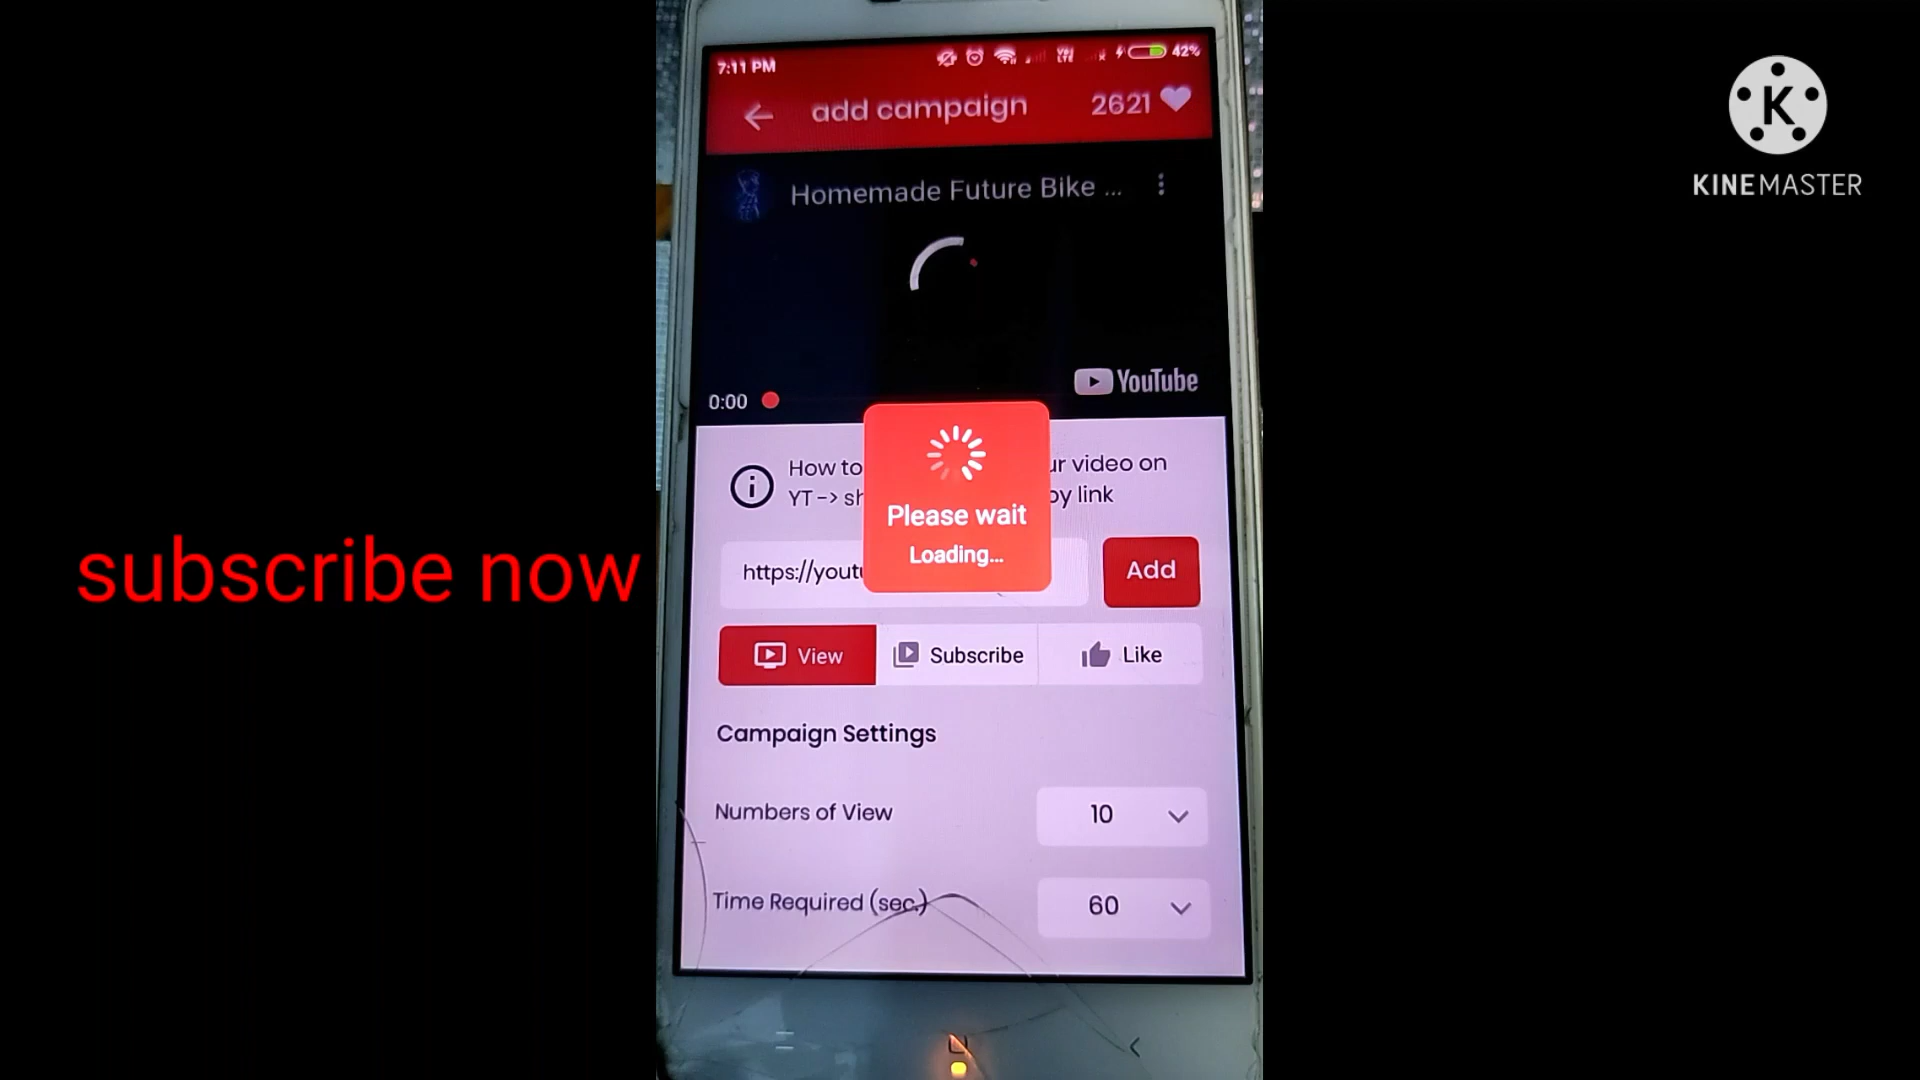 7:11 PM
42%
add campaign
2621
Homemade Future Bike ...
YouTube
0:00
How to
ur video on
YT -> sh
by link
Please wait
Loading...
https://youtu
Add
View
Subscribe
Like
Campaign Settings
Numbers of View
10
Time Required (sec.)
60
subscribe now
K
KINEMASTER